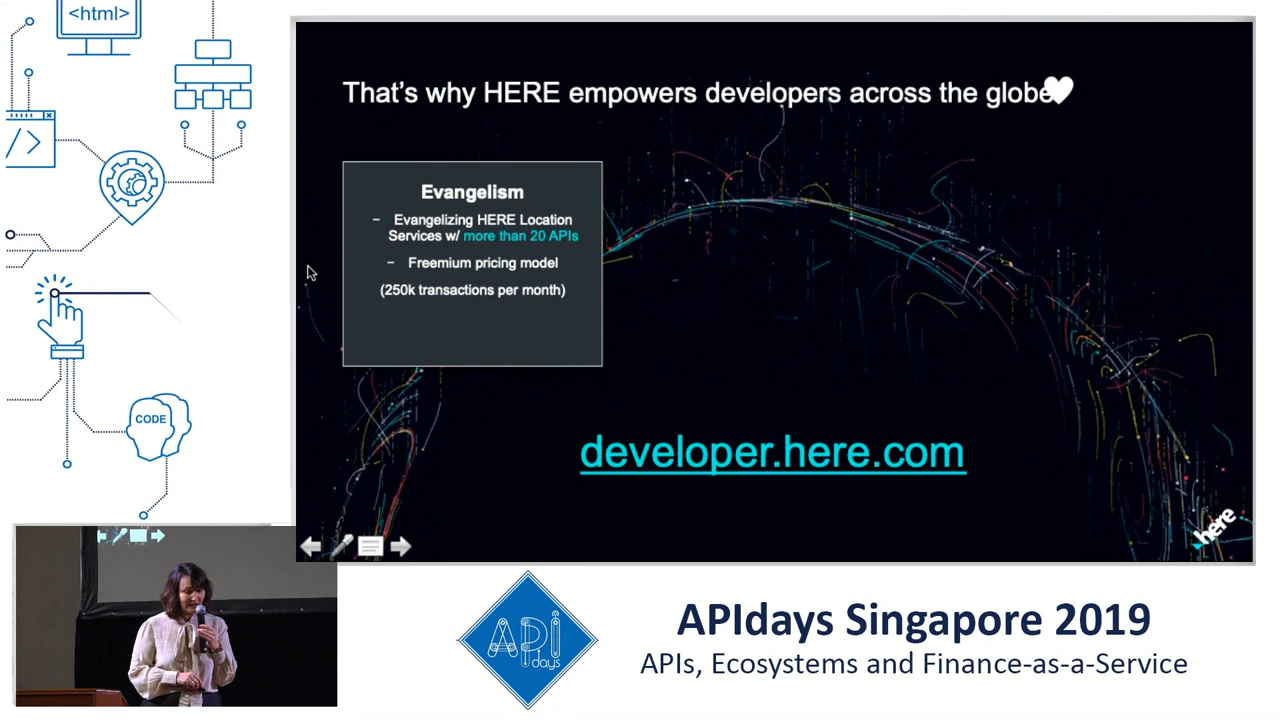 <html>
That's why HERE empowers developers across the globe
Evangelism
– Evangelizing HERE Location
Services w/ more than 20 APIs
– Freemium pricing model
(250k transactions per month)
</>
CODE
developer.here.com
here
API
days
APIdays Singapore 2019
APIs, Ecosystems and Finance-as-a-Service